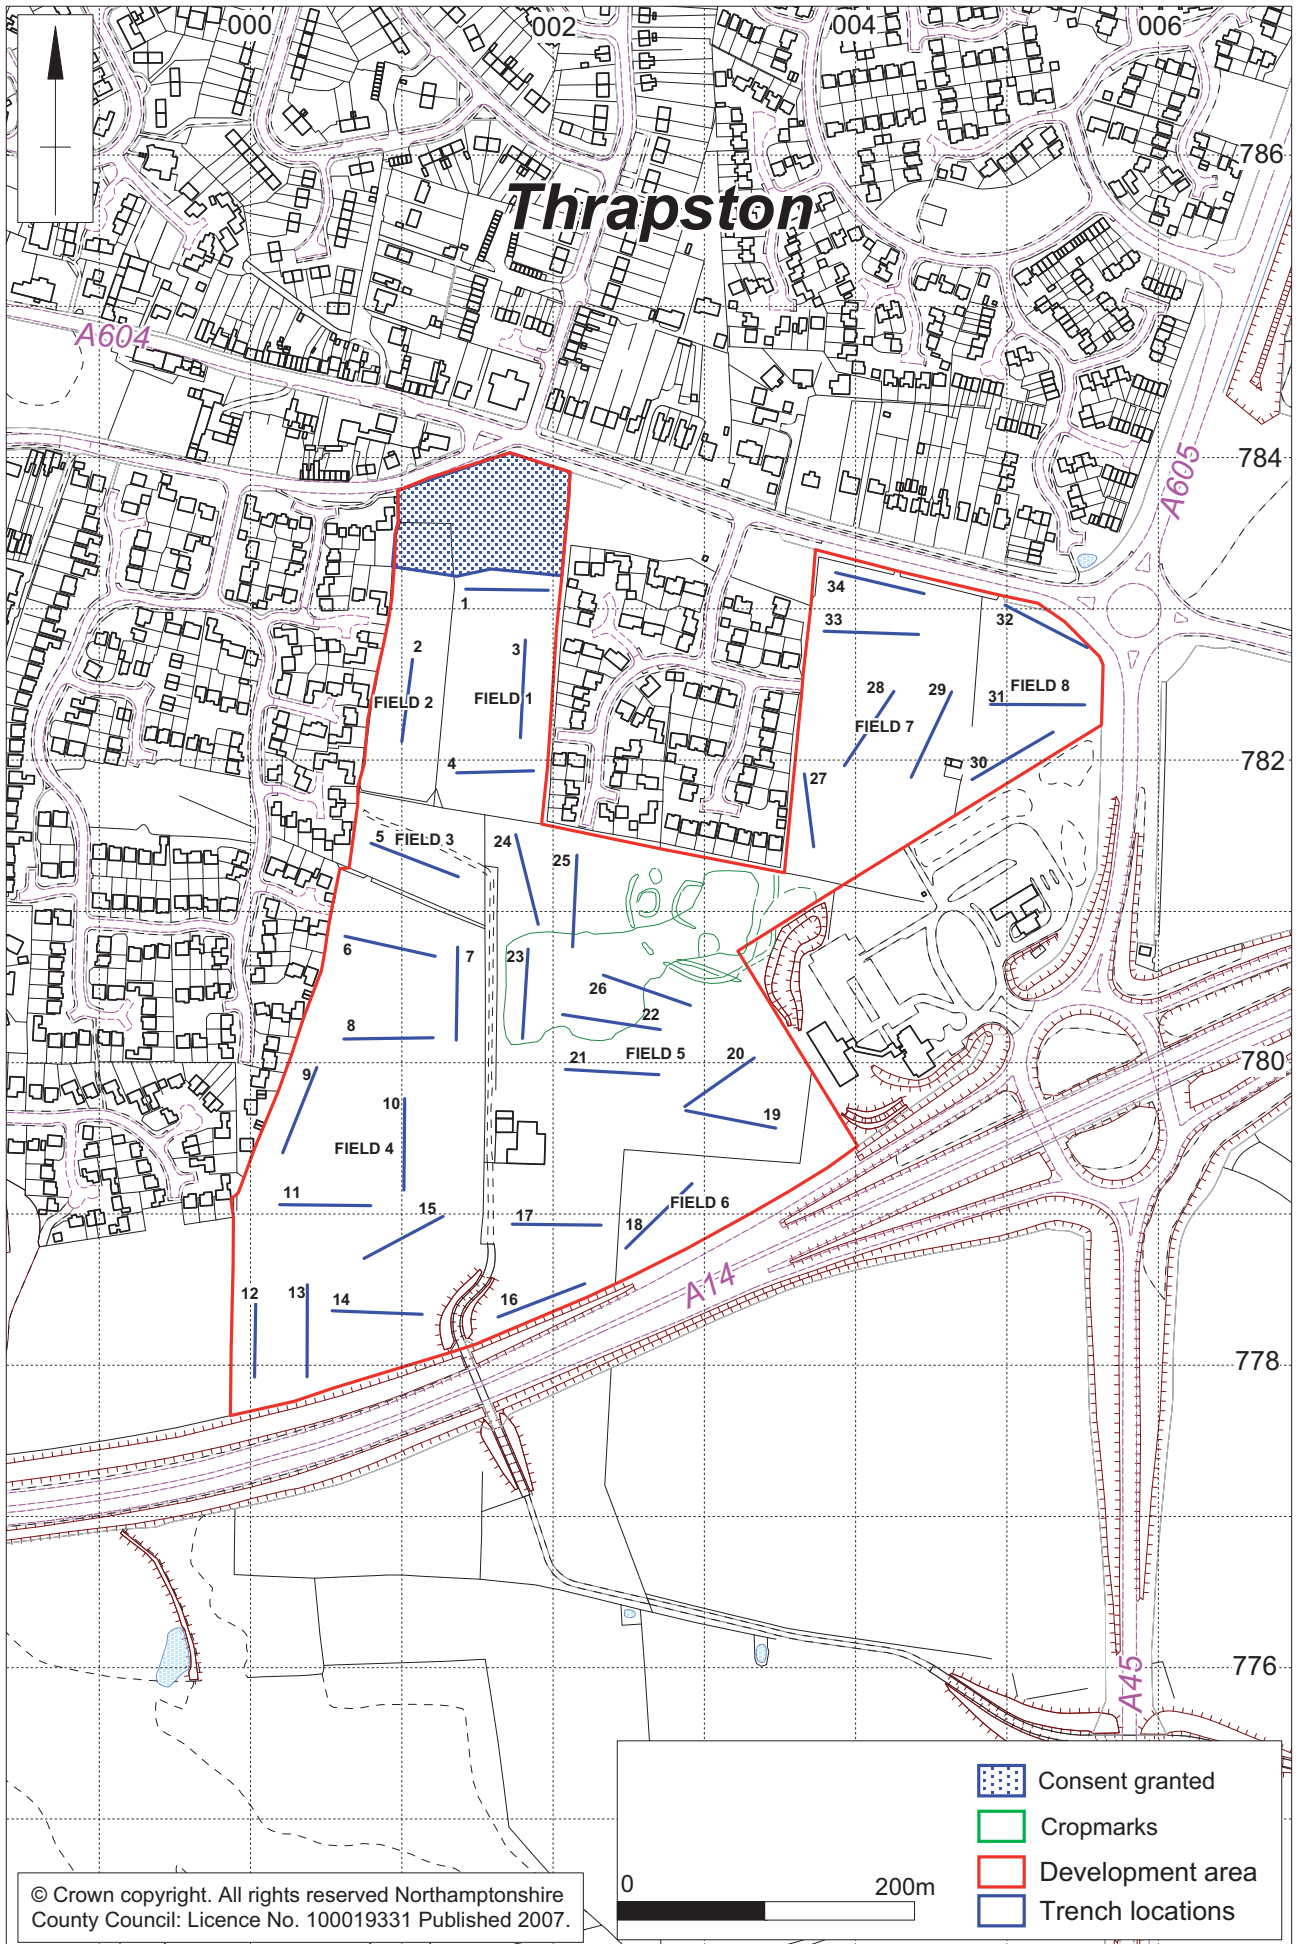 000
002
004
006
786
Thrapston
A604
784
A605
34
33
32
1
2
3
28
29
31
FIELD 8
FIELD 2
FIELD 1
FIELD 7
4
30
782
27
5
FIELD 3
24
25
6
7
23
26
8
22
21
FIELD 5
20
780
9
10
19
FIELD 4
11
15
17
18
FIELD 6
12
13
14
16
A14
778
776
A45
Consent granted
Cropmarks
Development area
Trench locations
0
200m
© Crown copyright. All rights reserved Northamptonshire
County Council: Licence No. 100019331 Published 2007.